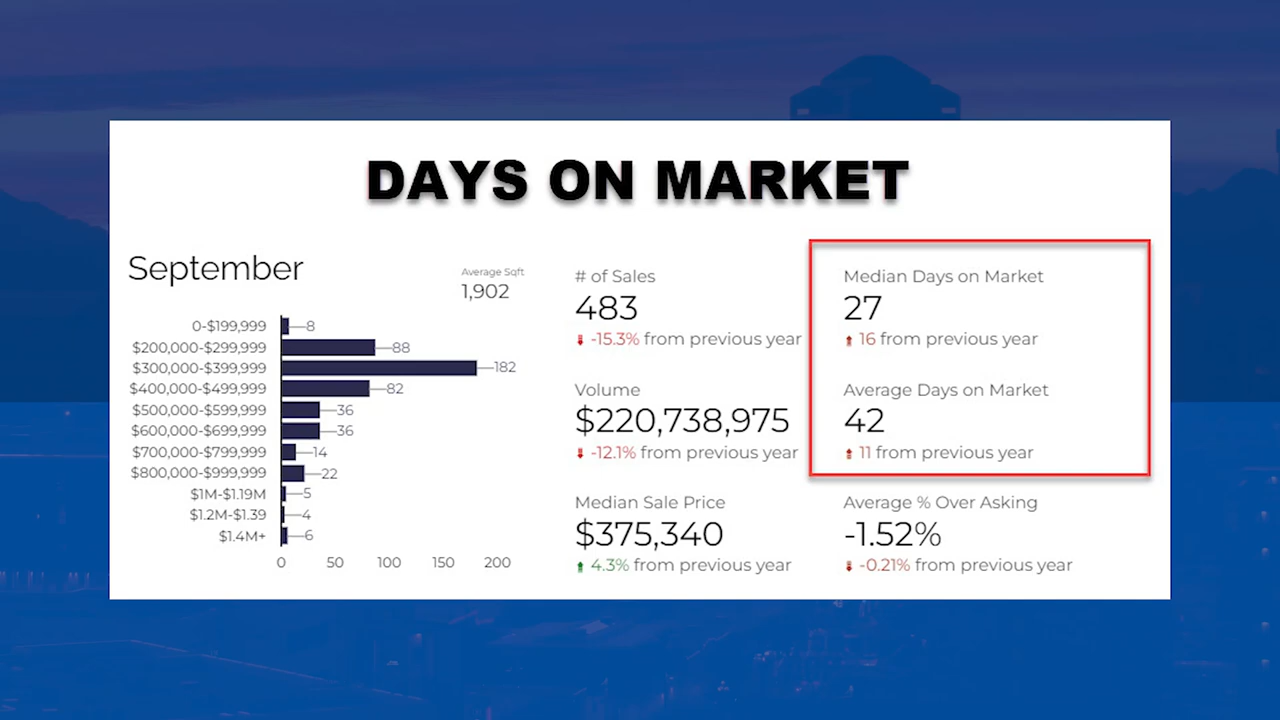 DAYS ON MARKET
September
Average Sqft
1,902
0-$199,999 8
$200,000-$299,999 88
$300,000-$399,999 182
$400,000-$499,999 82
$500,000-$599,999 36
$600,000-$699,999 36
$700,000-$799,999 14
$800,000-$999,999 22
$1M-$1.19M 5
$1.2M-$1.39 4
$1.4M+ 6
0 50 100 150 200
# of Sales
483
-15.3% from previous year
Volume
$220,738,975
-12.1% from previous year
Median Sale Price
$375,340
4.3% from previous year
Median Days on Market
27
16 from previous year
Average Days on Market
42
11 from previous year
Average % Over Asking
-1.52%
-0.21% from previous year